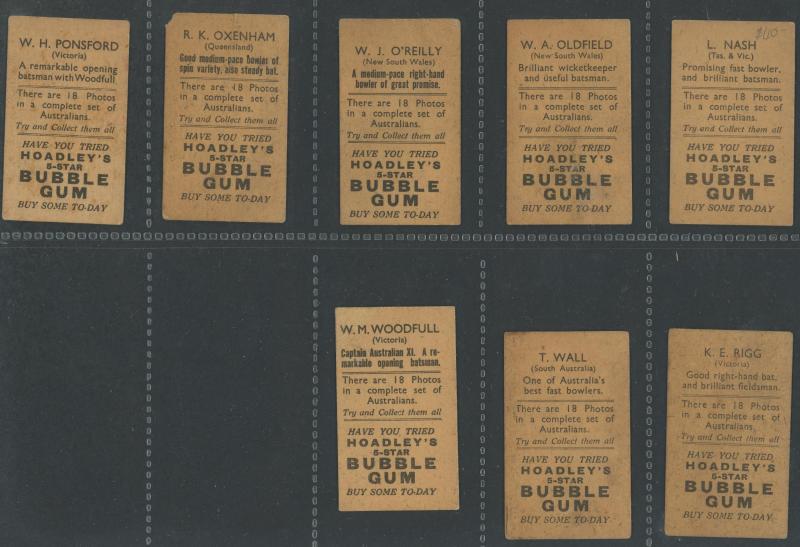 W. H. PONSFORD
(Victoria)
A remarkable opening
batsman with Woodfull
There are 18 Photos
in a complete set of
Australians.
Try and Collect them all
HAVE YOU TRIED
HOADLEY'S
5-STAR
BUBBLE
GUM
BUY SOME TO-DAY
R. K. OXENHAM
(Queensland)
Good medium-pace bowler of
spin variety, also steady bat.
There are 18 Photos
in a complete set of
Australians.
Try and Collect them all
HAVE YOU TRIED
HOADLEY'S
5-STAR
BUBBLE
GUM
BUY SOME TO-DAY
W. J. O'REILLY
(New South Wales)
A medium-pace right-hand
bowler of great promise.
There are 18 Photos
in a complete set of
Australians.
Try and Collect them all
HAVE YOU TRIED
HOADLEY'S
5-STAR
BUBBLE
GUM
BUY SOME TO-DAY
W. A. OLDFIELD
(New South Wales)
Brilliant wicketkeeper
and úseful batsman.
There are 18 Photos
in a complete set of
Australians.
Try and Collect them all
HAVE YOU TRIED
HOADLEY'S
5-STAR
BUBBLE
GUM
BUY SOME TO-DAY
L. NASH
(Tas. & Vic.)
Promising fast bowler,
and brilliant batsman.
There are 18 Photos
in a complete set of
Australians.
Try and Collect them all
HAVE YOU TRIED
HOADLEY'S
5-STAR
BUBBLE
GUM
BUY SOME TO-DAY
W. M. WOODFULL
(Victoria)
Captain Australian XI. A re-
markable opening batsman.
There are 18 Photos
in a complete set of
Australians.
Try and Collect them all
HAVE YOU TRIED
HOADLEY'S
5-STAR
BUBBLE
GUM
BUY SOME TO-DAY
T. WALL
(South Australia)
One of Australia's
best fast bowlers.
There are 18 Photos
in a complete set of
Australians.
Try and Collect them all
HAVE YOU TRIED
HOADLEY'S
5-STAR
BUBBLE
GUM
BUY SOME TO-DAY
K. E. RIGG
(Victoria)
Good right-hand bat,
and brilliant fieldsman.
There are 18 Photos
in a complete set of
Australians.
Try and Collect them all
HAVE YOU TRIED
HOADLEY'S
5-STAR
BUBBLE
GUM
BUY SOME TO-DAY